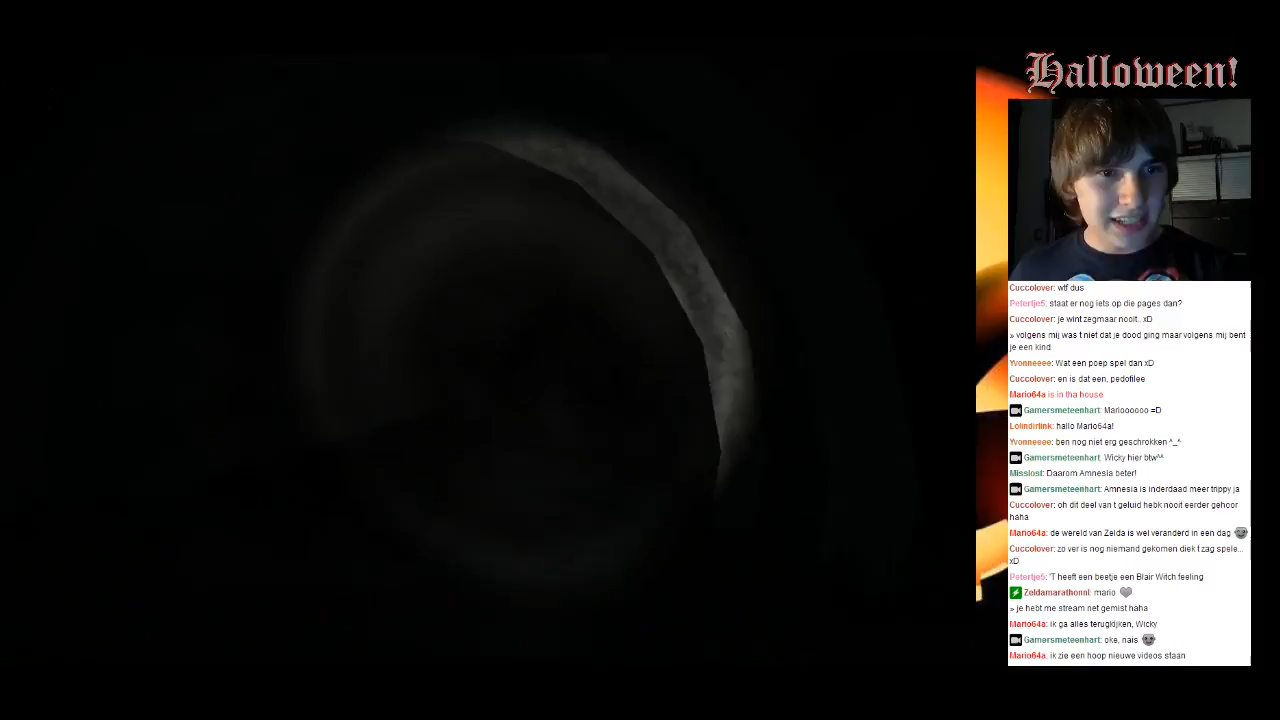 Halloween!
Cuccolover: wtf dus
Petertje5: staat er nog iets op die pages dan?
Cuccolover: je wint zegmaar nooit.. xD
» volgens mij was t niet dat je dood ging maar volgens mij bent
je een kind
Yvonneeee: Wat een poep spel dan xD
Cuccolover: en is dat een, pedofilee
Mario64a is in tha house
Gamersmeteenhart: Mariooooo =D
Lolindirlink: hallo Mario64a!
Yvonneeee: ben nog niet erg geschrokken ^_^
Gamersmeteenhart: Wicky hier btw^^
Missiost: Daarom Amnesia beter!
Gamersmeteenhart: Amnesia is inderdaad meer trippy ja
Cuccolover: oh dit deel van t geluid hebk nooit eerder gehoor
haha
Mario64a: de wereld van Zelda is wel veranderd in een dag
Cuccolover: zo ver is nog niemand gekomen diek t zag spele...
xD
Petertje5: 'T heeft een beetje een Blair Witch feeling
Zeldamarathonnl: mario
» je hebt me stream net gemist haha
Mario64a: ik ga alles terugkijken, Wicky
Gamersmeteenhart: oke, nais
Mario64a: ik zie een hoop nieuwe videos staan